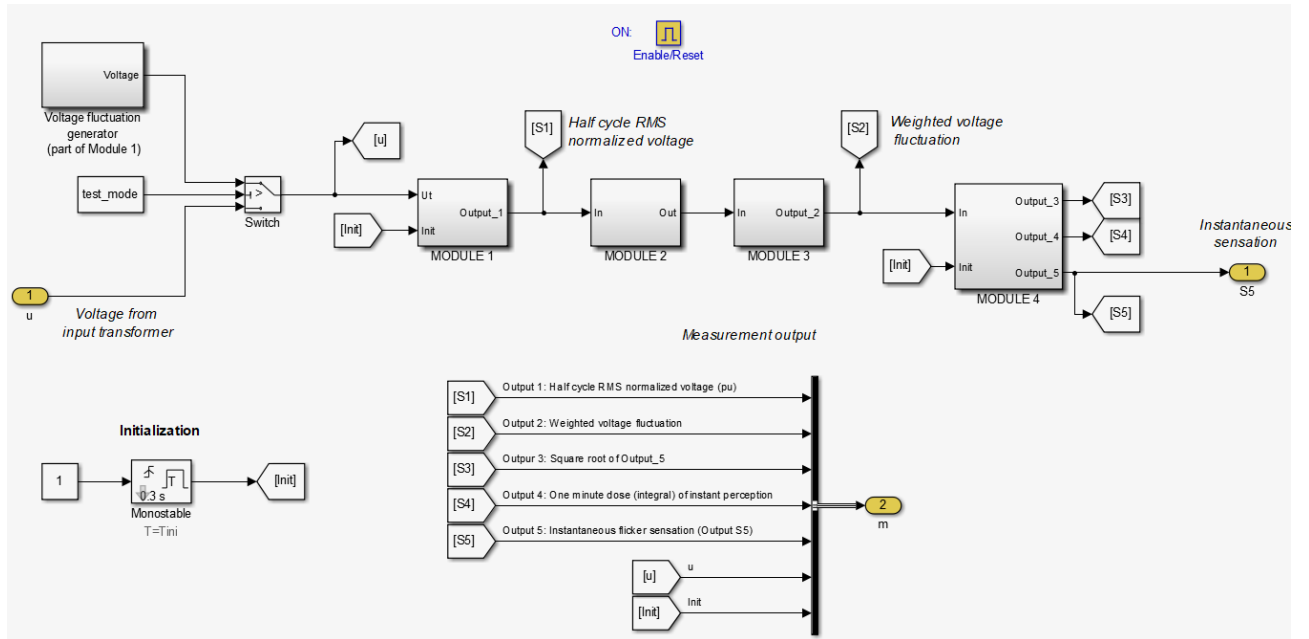 ON:
Enable/Reset
Voltage
Voltage fluctuation
generator
(part of Module 1)
test_mode
>
Switch
[u]
1
u
Voltage from
input transformer
[Init]
Ut
Init
Output_1
MODULE 1
[S1]
Half cycle RMS
normalized voltage
In
Out
MODULE 2
In
Output_2
MODULE 3
[S2]
Weighted voltage
fluctuation
[Init]
In
Init
Output_3
Output_4
Output_5
MODULE 4
[S3]
[S4]
[S5]
Instantaneous
sensation
1
S5
Measurement output
[S1]
Output 1: Half cycle RMS normalized voltage (pu)
[S2]
Output 2: Weighted voltage fluctuation
[S3]
Outpur 3: Square root of Output_5
[S4]
Output 4: One minute dose (integral) of instant perception
[S5]
Output 5: Instantaneous flicker sensation (Output S5)
[u]
u
[Init]
Init
2
m
Initialization
1
T
0.3 s
Monostable
T=Tini
[Init]